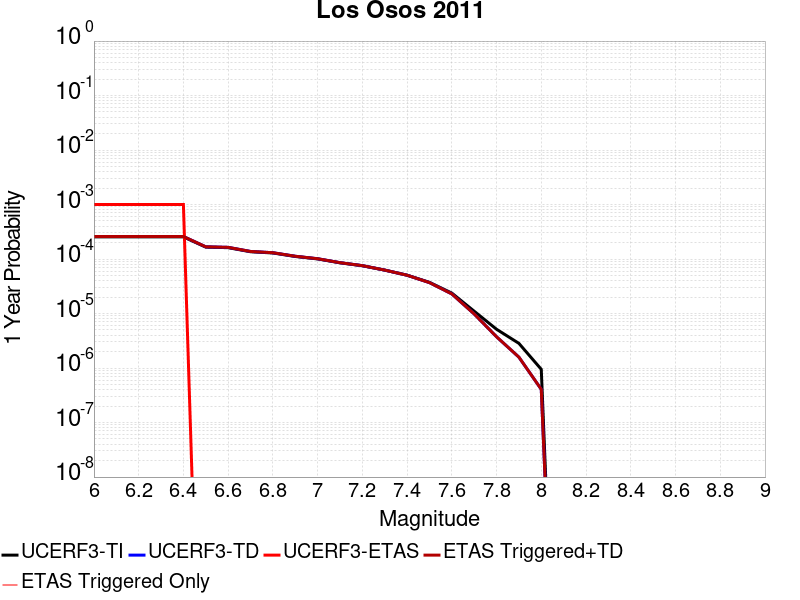 Los Osos 2011
1 Year Probability
10^0
10^-1
10^-2
10^-3
10^-4
10^-5
10^-6
10^-7
10^-8
6 6.2 6.4 6.6 6.8 7 7.2 7.4 7.6 7.8 8 8.2 8.4 8.6 8.8 9
Magnitude
UCERF3-TI UCERF3-TD UCERF3-ETAS ETAS Triggered+TD
ETAS Triggered Only